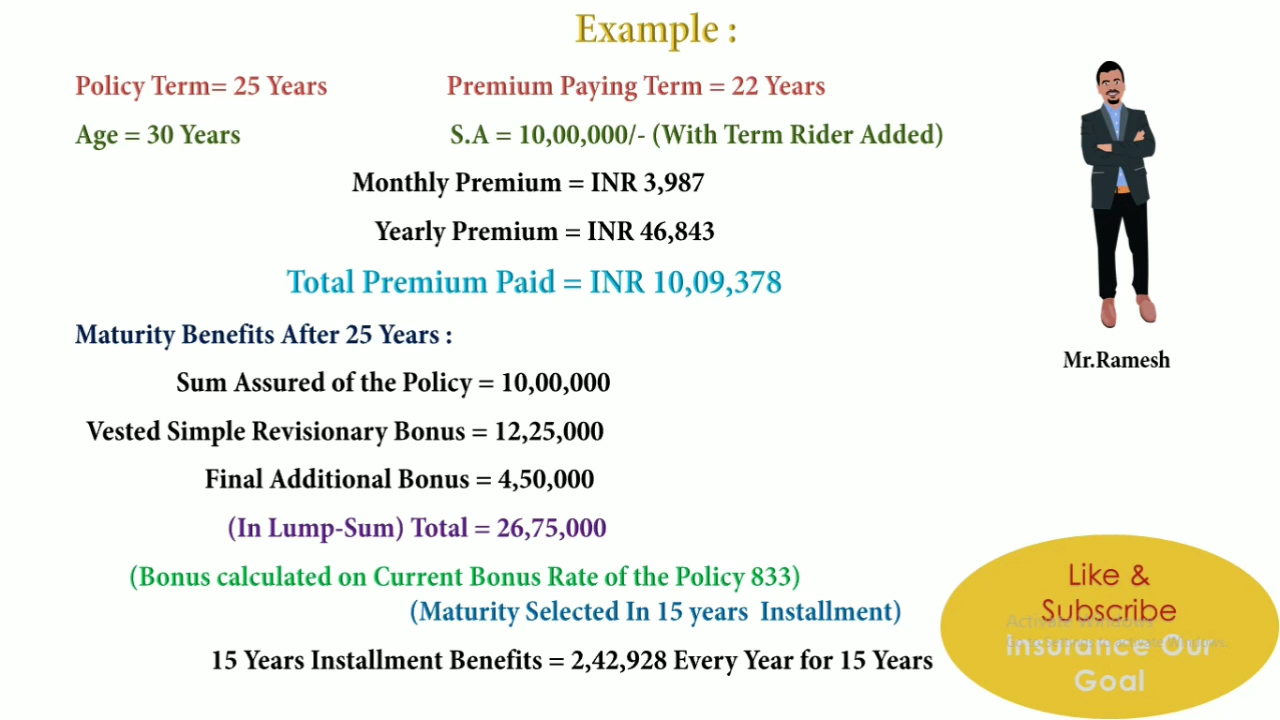 Example :
Policy Term= 25 Years
Premium Paying Term = 22 Years
Age = 30 Years
S.A = 10,00,000/- (With Term Rider Added)
Monthly Premium = INR 3,987
Yearly Premium = INR 46,843
Total Premium Paid = INR 10,09,378
Maturity Benefits After 25 Years :
Mr.Ramesh
Sum Assured of the Policy = 10,00,000
Vested Simple Revisionary Bonus = 12,25,000
Final Additional Bonus = 4,50,000
(In Lump-Sum) Total = 26,75,000
(Bonus calculated on Current Bonus Rate of the Policy 833)
(Maturity Selected In 15 years Installment)
15 Years Installment Benefits = 2,42,928 Every Year for 15 Years
Like &
Subscribe
Activate Windows
Insurance Our
Goal